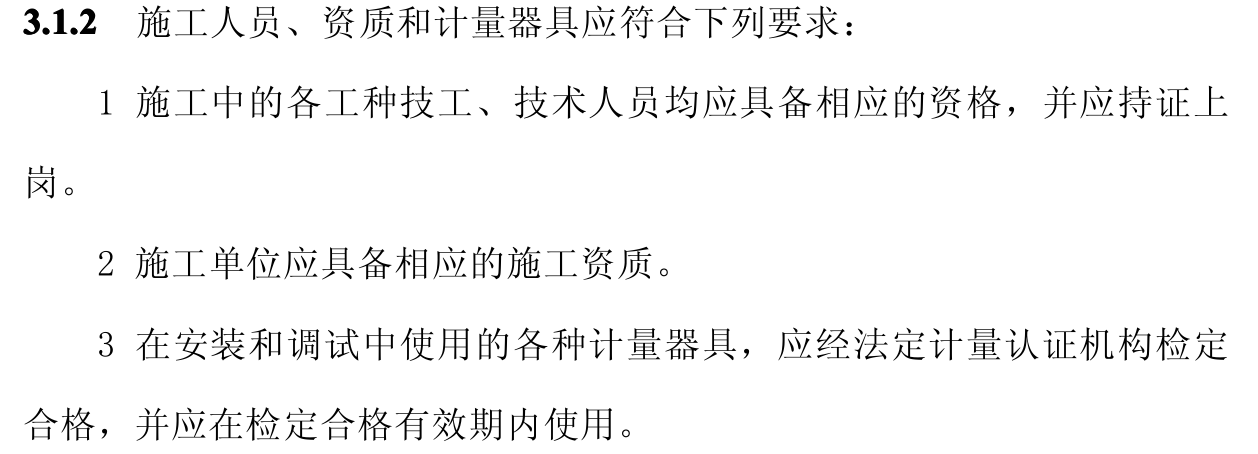 3.1.2 施工人员、资质和计量器具应符合下列要求：
1 施工中的各工种技工、技术人员均应具备相应的资格，并应持证上
岗。
2 施工单位应具备相应的施工资质。
3 在安装和调试中使用的各种计量器具，应经法定计量认证机构检定
合格，并应在检定合格有效期内使用。